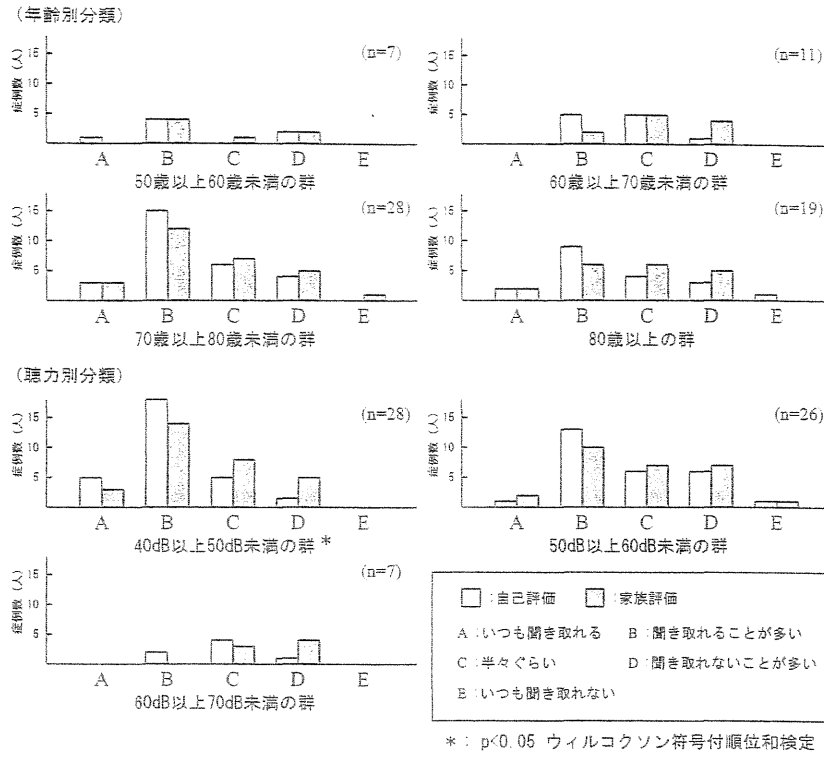 (年齢別分類)
症例数 (人)
15
10
5
(n=7)
A B C D E
50歳以上60歳未満の群
症例数 (人)
15
10
5
(n=11)
A B C D E
60歳以上70歳未満の群
症例数 (人)
15
10
5
(n=28)
A B C D E
70歳以上80歳未満の群
症例数 (人)
15
10
5
(n=19)
A B C D E
80歳以上の群
(聴力別分類)
症例数 (人)
15
10
5
(n=28)
A B C D E
40dB以上50dB未満の群 *
症例数 (人)
15
10
5
(n=26)
A B C D E
50dB以上60dB未満の群
症例数 (人)
15
10
5
(n=7)
A B C D E
60dB以上70dB未満の群
:自己評価 :家族評価
A:いつも聞き取れる B:聞き取れることが多い
C:半々ぐらい D:聞き取れないことが多い
E:いつも聞き取れない
*: p<0.05 ウィルコクソン符号付順位和検定